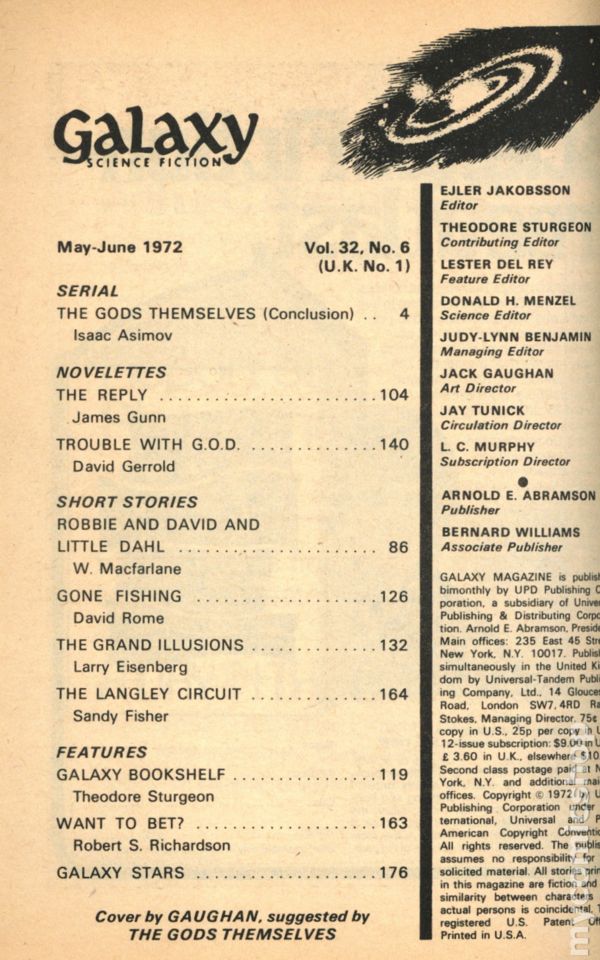 Galaxy
SCIENCE FICTION
May-June 1972 Vol. 32, No. 6
(U.K. No. 1)
SERIAL
THE GODS THEMSELVES (Conclusion) .. 4
Isaac Asimov
NOVELETTES
THE REPLY ........................ 104
James Gunn
TROUBLE WITH G.O.D. .............. 140
David Gerrold
SHORT STORIES
ROBBIE AND DAVID AND
LITTLE DAHL ...................... 86
W. Macfarlane
GONE FISHING .................... 126
David Rome
THE GRAND ILLUSIONS .............. 132
Larry Eisenberg
THE LANGLEY CIRCUIT .............. 164
Sandy Fisher
FEATURES
GALAXY BOOKSHELF ................ 119
Theodore Sturgeon
WANT TO BET? .................... 163
Robert S. Richardson
GALAXY STARS .................... 176
Cover by GAUGHAN, suggested by
THE GODS THEMSELVES
EJLER JAKOBSSON
Editor
THEODORE STURGEON
Contributing Editor
LESTER DEL REY
Feature Editor
DONALD H. MENZEL
Science Editor
JUDY-LYNN BENJAMIN
Managing Editor
JACK GAUGHAN
Art Director
JAY TUNICK
Circulation Director
L. C. MURPHY
Subscription Director
ARNOLD E. ABRAMSON
Publisher
BERNARD WILLIAMS
Associate Publisher
GALAXY MAGAZINE is
bimonthly by UPD Publishing
poration, a subsidiary of
Publishing & Distributing
tion. Arnold E. Abramson,
Main offices: 235 East 45
New York, N.Y. 10017.
simultaneously in the United
dom by Universal-Tandem
ing Company, Ltd., 14
Road, London SW7, 4RD
Stokes, Managing Director. 75¢
copy in U.S., 25p per copy in
12-issue subscription: $9.00 in
£ 3.60 in U.K., elsewhere
Second class postage paid at
York, N.Y. and
offices. Copyright © 1972 by
Publishing Corporation under
ternational, Universal and
American Copyright
All rights reserved. The
assumes no responsibility for
solicited material. All stories
in this magazine are fiction and
similarity between characters
actual persons is coincidental.
registered U.S. Patent
Printed in U.S.A.
mycomicshop